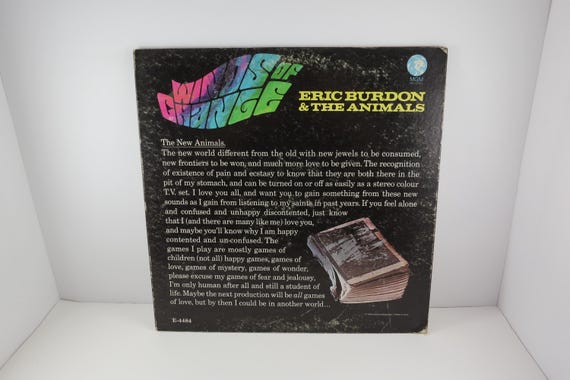 WINDS OF
CHANGE
ERIC BURDON
& THE ANIMALS
MGM
The New Animals.
The new world different from the old with new jewels to be consumed,
new frontiers to be won, and much more love to be given. The recognition
of existence of pain and ecstasy to know that they are both there in the
pit of my stomach, and can be turned on or off as easily as a stereo colour
T.V. set. I love you all, and want you to gain something from these new
sounds as I gain from listening to my saints in past years. If you feel alone
and confused and unhappy discontented, just know
that I (and there are many like me) love you,
and maybe you'll know why I am happy
contented and un-confused. The
games I play are mostly games of
children (not all) happy games, games of
love, games of mystery, games of wonder,
please excuse my games of fear and jealousy.
I'm only human after all and still a student of
life. Maybe the next production will be all games
of love, but by then I could be in another world...
E-4484